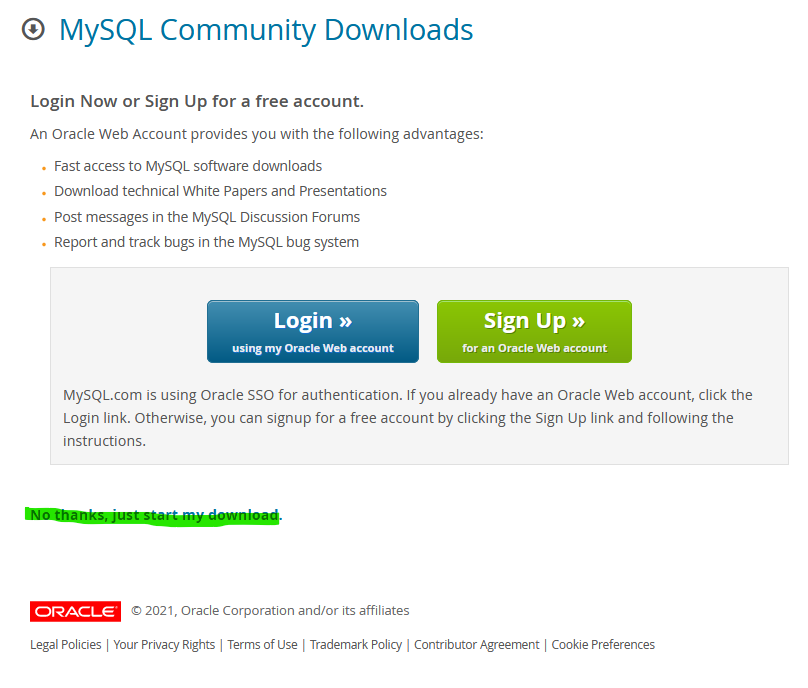 MySQL Community Downloads
Login Now or Sign Up for a free account.
An Oracle Web Account provides you with the following advantages:
Fast access to MySQL software downloads
Download technical White Papers and Presentations
Post messages in the MySQL Discussion Forums
Report and track bugs in the MySQL bug system
Login »
using my Oracle Web account
Sign Up »
for an Oracle Web account
MySQL.com is using Oracle SSO for authentication. If you already have an Oracle Web account, click the
Login link. Otherwise, you can signup for a free account by clicking the Sign Up link and following the
instructions.
No thanks, just start my download.
ORACLE © 2021, Oracle Corporation and/or its affiliates
Legal Policies | Your Privacy Rights | Terms of Use | Trademark Policy | Contributor Agreement | Cookie Preferences